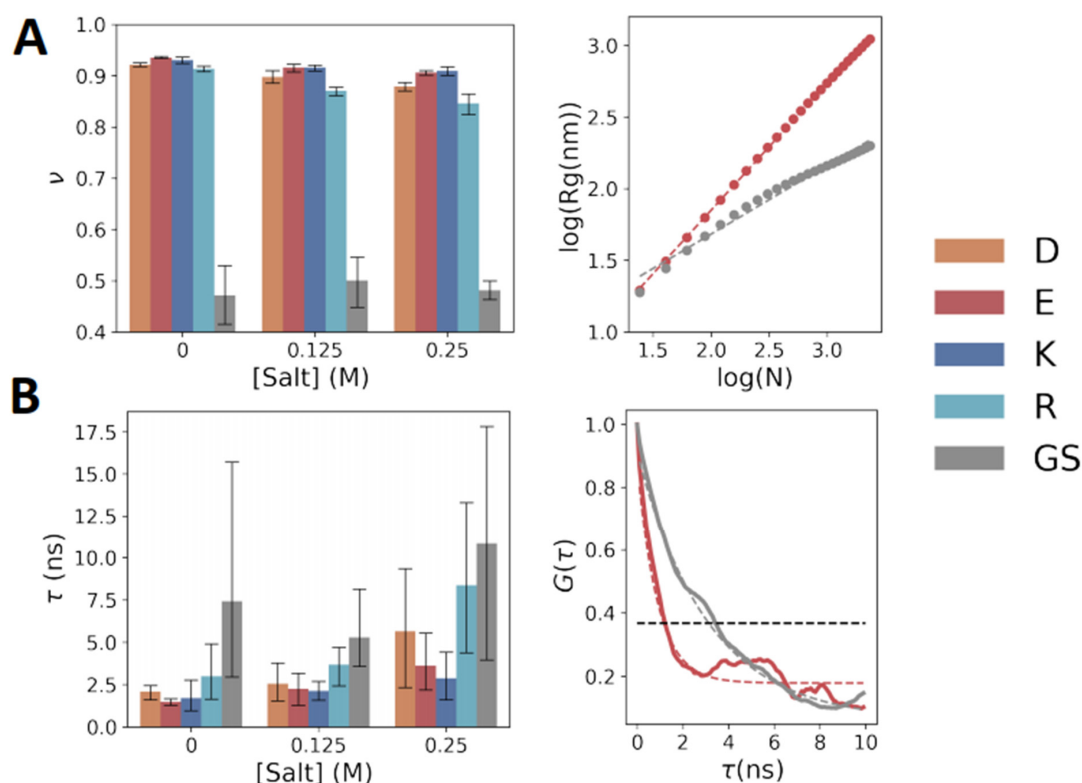 A
1.0
0.9
0.8
0.7
0.6
0.5
0.4
ν
0
0.125
0.25
[Salt] (M)
3.0
2.5
2.0
1.5
1.0
log(Rg(nm))
1.5
2.0
2.5
3.0
log(N)
B
17.5
15.0
12.5
10.0
7.5
5.0
2.5
0.0
τ (ns)
0
0.125
0.25
[Salt] (M)
1.0
0.8
0.6
0.4
0.2
G(τ)
0
2
4
6
8
10
τ(ns)
D
E
K
R
GS